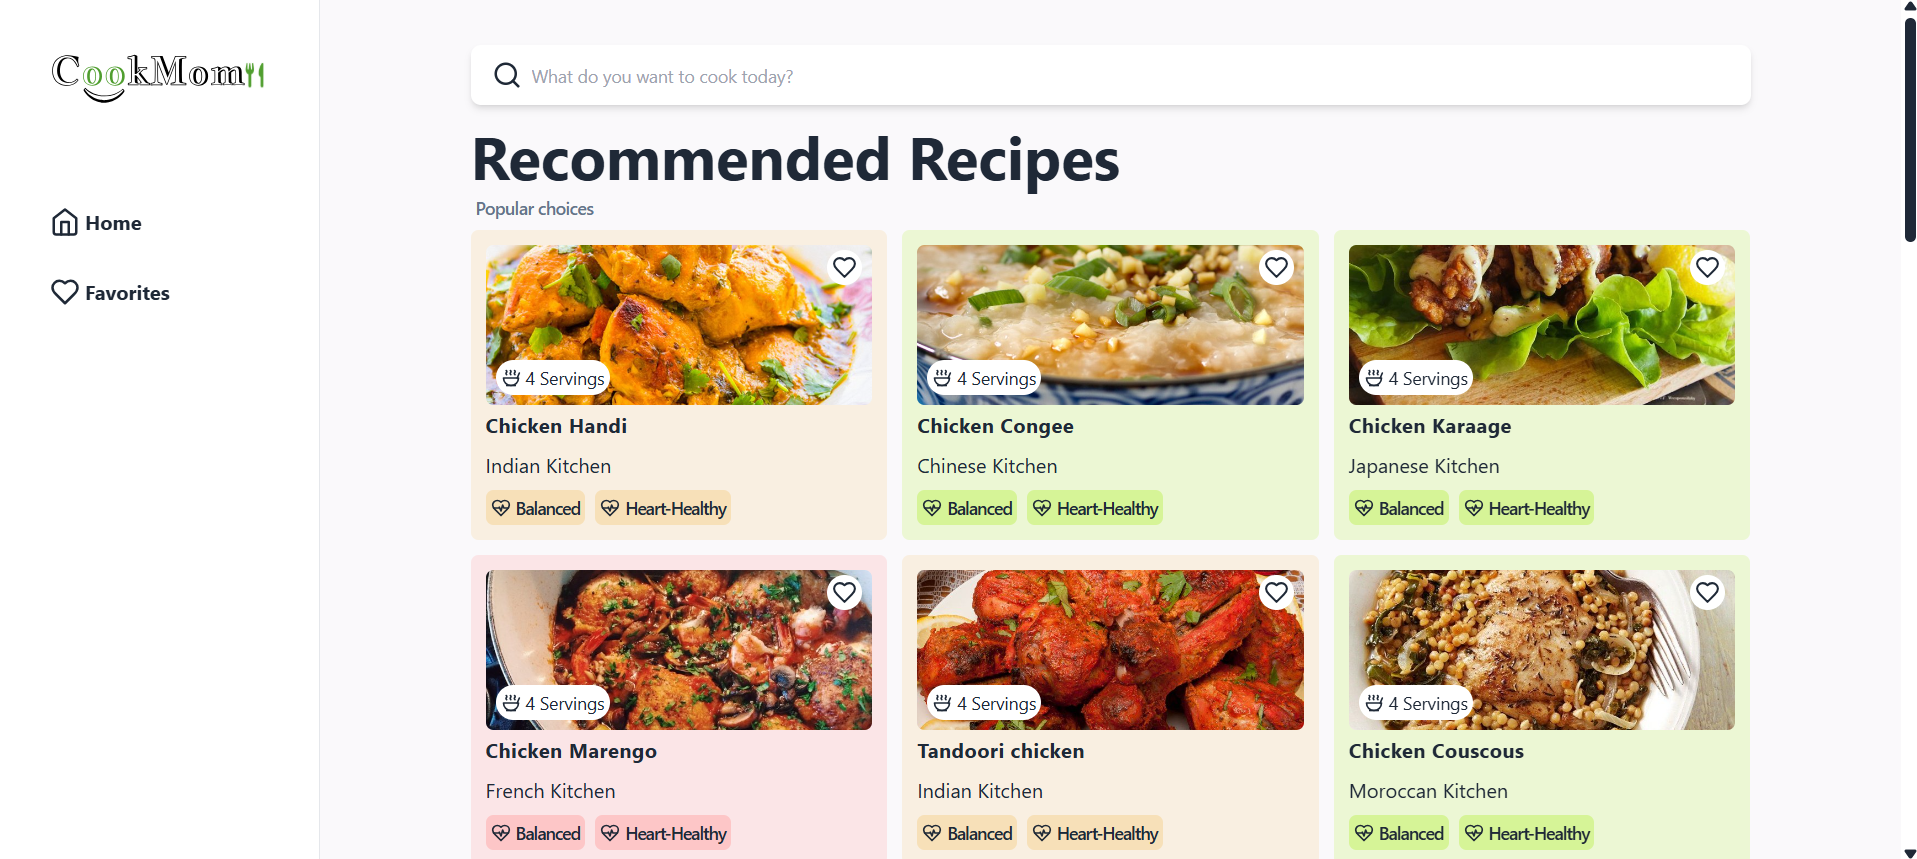 CookMom
Home
Favorites
What do you want to cook today?
Recommended Recipes
Popular choices
4 Servings
Chicken Handi
Indian Kitchen
Balanced
Heart-Healthy
4 Servings
Chicken Congee
Chinese Kitchen
Balanced
Heart-Healthy
4 Servings
Chicken Karaage
Japanese Kitchen
Balanced
Heart-Healthy
4 Servings
Chicken Marengo
French Kitchen
Balanced
Heart-Healthy
4 Servings
Tandoori chicken
Indian Kitchen
Balanced
Heart-Healthy
4 Servings
Chicken Couscous
Moroccan Kitchen
Balanced
Heart-Healthy